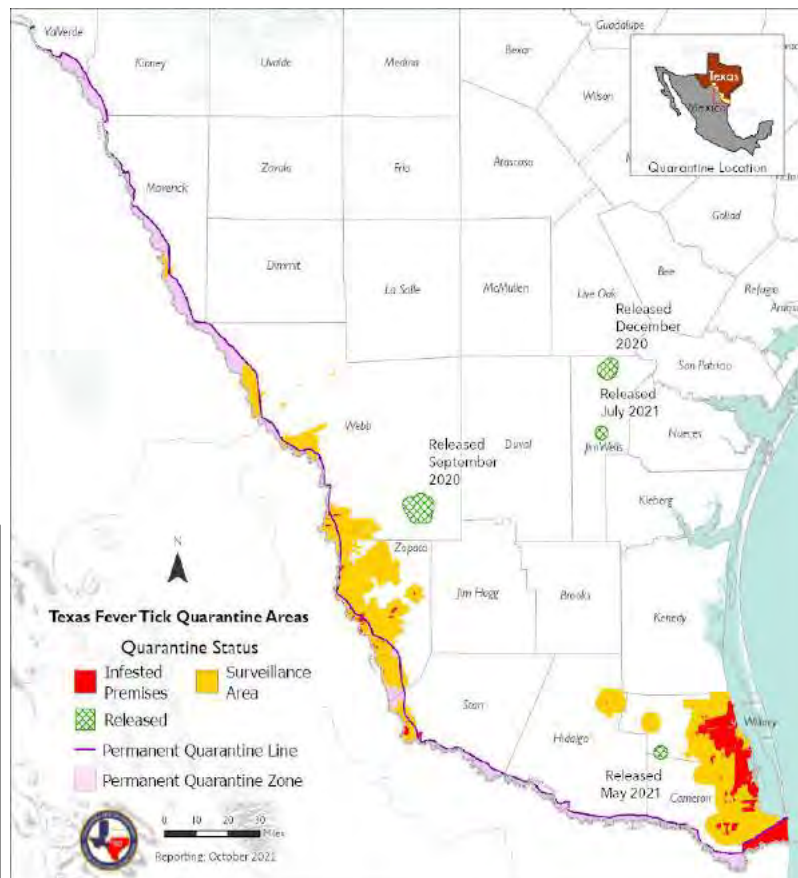 ValVerde
Kinney
Uvalde
Medina
Bexar
Guadalupe
Wilson
Texas
Mexico
Quarantine Location
Maverick
Zavala
Frio
Atascosa
Goliad
Dimmit
La Salle
McMullen
Live Oak
Bee
Refugio
Released
December
2020
San Patricio
Released
July 2021
Webb
Duval
Jim Wells
Nueces
Released
September
2020
Kleberg
N
Zapata
Jim Hogg
Brooks
Kenedy
Texas Fever Tick Quarantine Areas
Quarantine Status
Infested
Premises
Surveillance
Area
Released
Permanent Quarantine Line
Permanent Quarantine Zone
Starr
Hidalgo
Willacy
Released
May 2021
Cameron
0 10 20 30
Miles
Reporting: October 2021